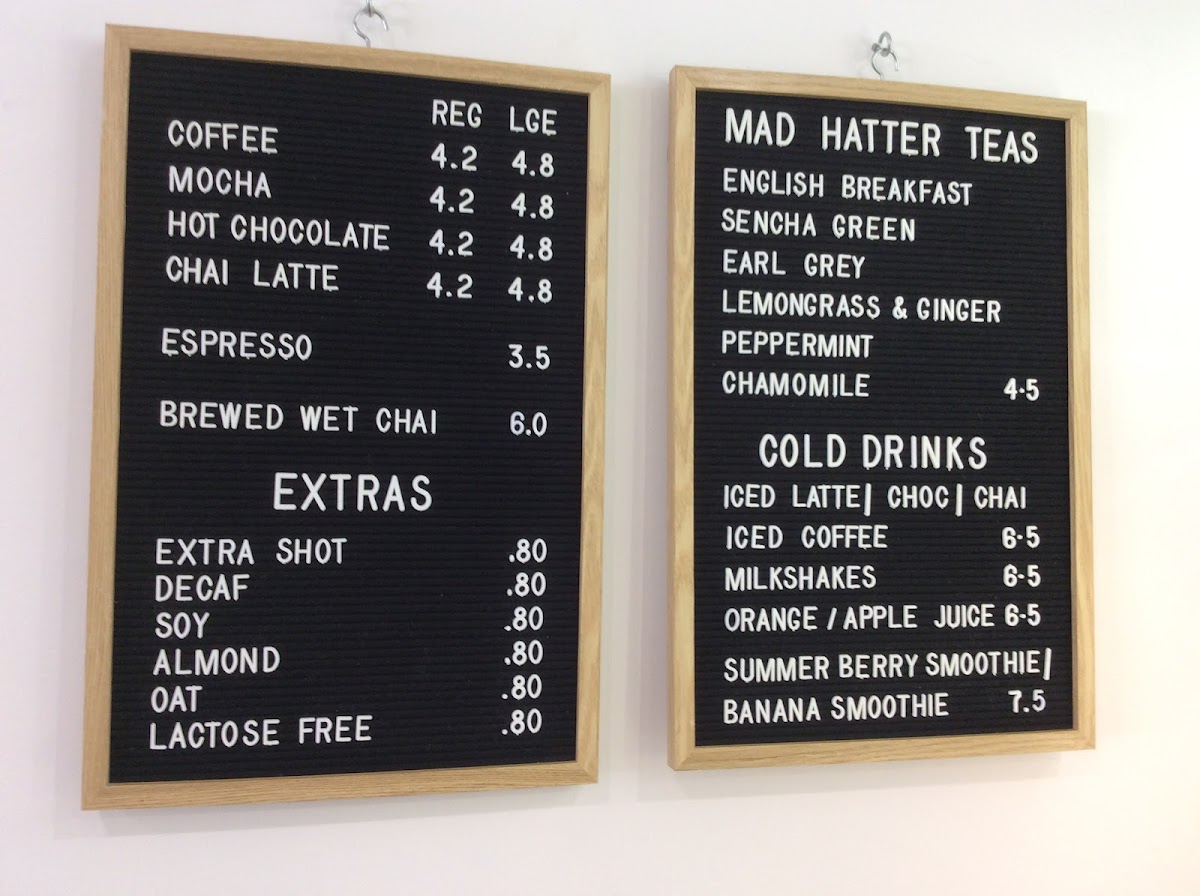 REG LGE
COFFEE 4.2 4.8
MOCHA 4.2 4.8
HOT CHOCOLATE 4.2 4.8
CHAI LATTE 4.2 4.8
ESPRESSO 3.5
BREWED WET CHAI 6.0
EXTRAS
EXTRA SHOT .80
DECAF .80
SOY .80
ALMOND .80
OAT .80
LACTOSE FREE .80
MAD HATTER TEAS
ENGLISH BREAKFAST
SENCHA GREEN
EARL GREY
LEMONGRASS & GINGER
PEPPERMINT
CHAMOMILE 4.5
COLD DRINKS
ICED LATTE| CHOC| CHAI
ICED COFFEE 6.5
MILKSHAKES 6.5
ORANGE / APPLE JUICE 6.5
SUMMER BERRY SMOOTHIE/
BANANA SMOOTHIE 7.5